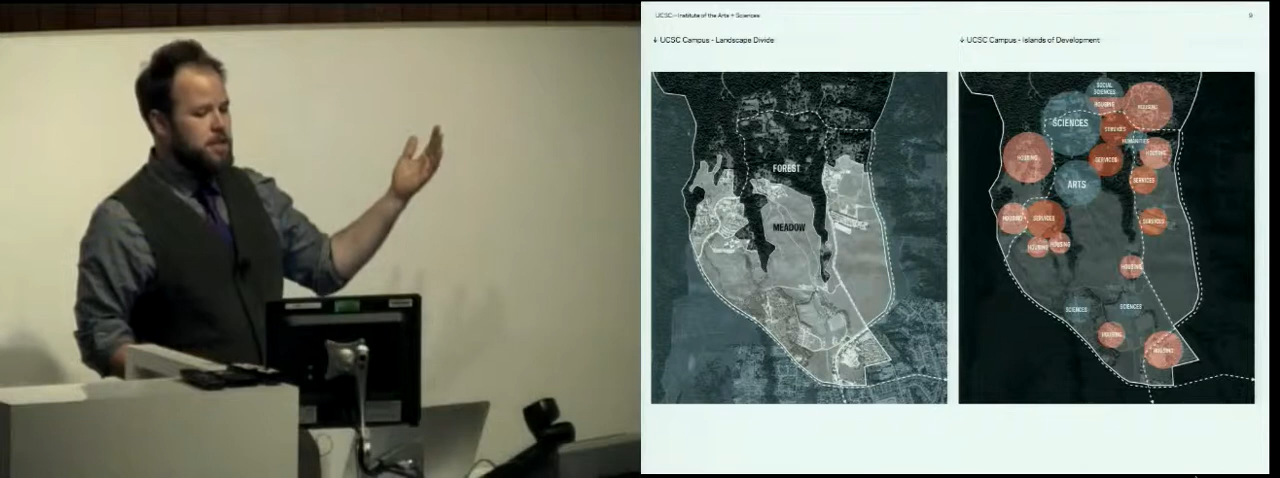 UCSC—Institute of the Arts + Sciences
9
↓ UCSC Campus - Landscape Divide
↓ UCSC Campus - Islands of Development
FOREST
MEADOW
SOCIAL
SCIENCES
HOUSING
HOUSING
SCIENCES
SERVICES
HUMANITIES
HOUSING
HOUSING
SERVICES
SERVICES
ARTS
HOUSING
SERVICES
SERVICES
HOUSING
HOUSING
HOUSING
SCIENCES
SCIENCES
HOUSING
HOUSING